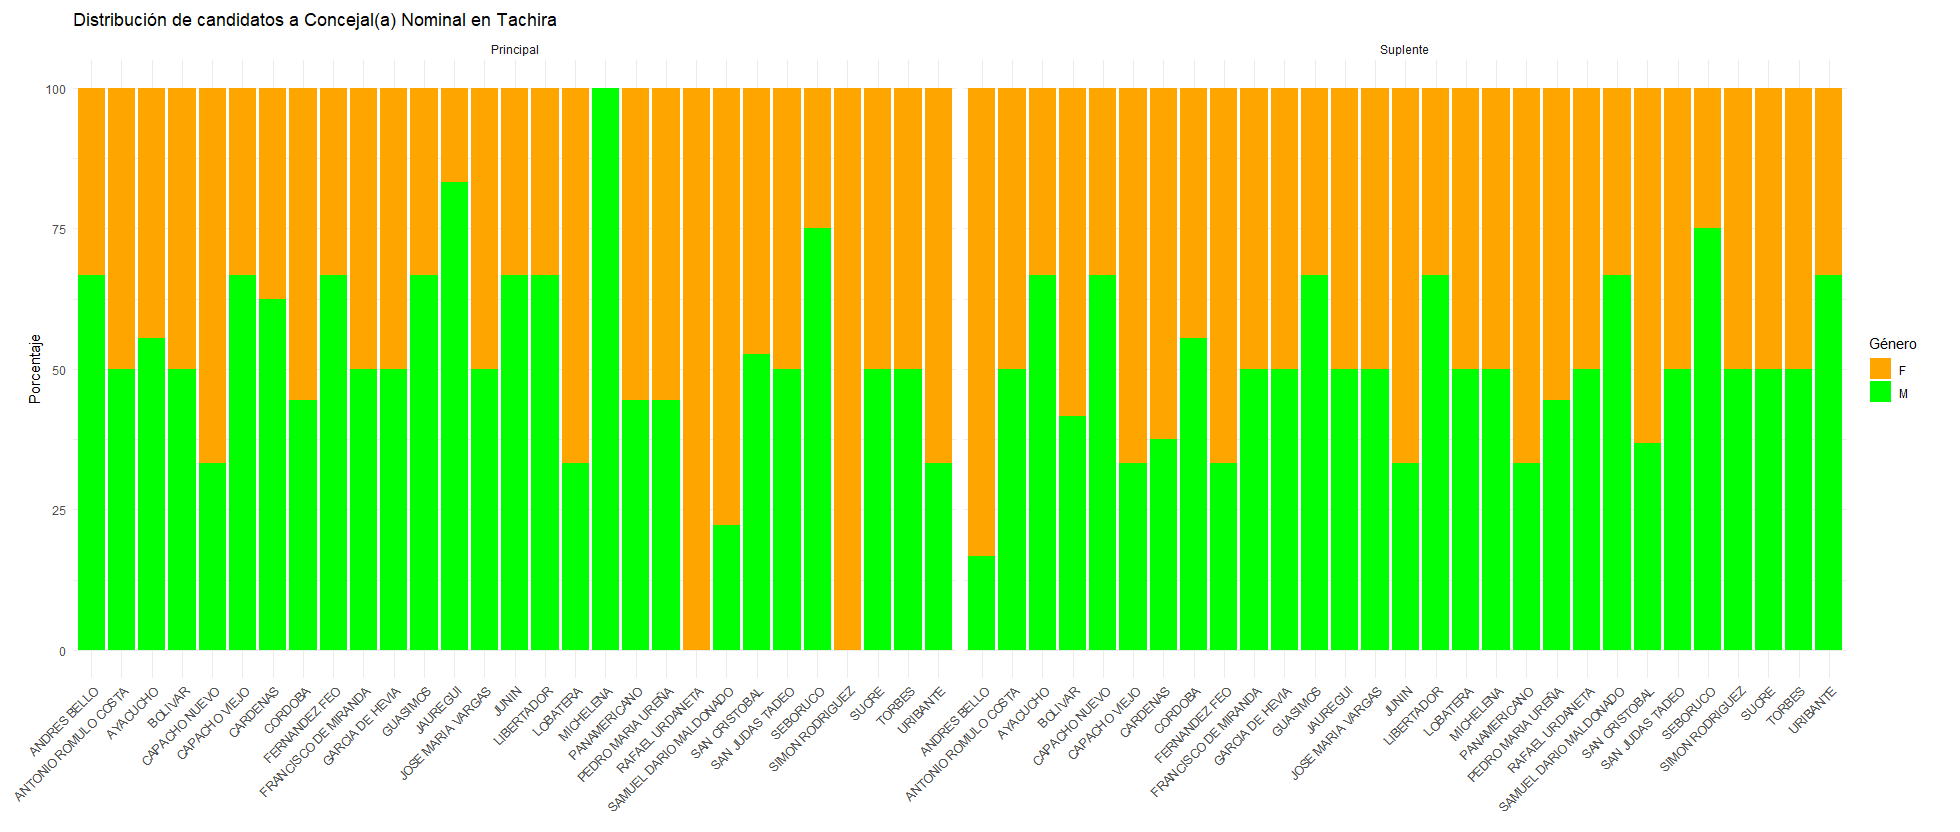 Distribución de candidatos a Concejal(a) Nominal en Tachira
Principal
Suplente
Porcentaje
100
75
50
25
0
ANDRES BELLO
ANTONIO ROMULO COSTA
AYACUCHO
BOLIVAR
CAPACHO NUEVO
CAPACHO VIEJO
CARDENAS
CORDOBA
FERNANDEZ FEO
FRANCISCO DE MIRANDA
GARCIA DE HEVIA
GUASIMOS
JAUREGUI
JOSE MARIA VARGAS
JUNIN
LIBERTADOR
LOBATERA
MICHELENA
PANAMERICANO
PEDRO MARIA UREÑA
RAFAEL URDANETA
SAMUEL DARIO MALDONADO
SAN CRISTOBAL
SAN JUDAS TADEO
SEBORUCO
SIMON RODRIGUEZ
SUCRE
TORBES
URIBANTE
ANDRES BELLO
ANTONIO ROMULO COSTA
AYACUCHO
BOLIVAR
CAPACHO NUEVO
CAPACHO VIEJO
CARDENAS
CORDOBA
FERNANDEZ FEO
FRANCISCO DE MIRANDA
GARCIA DE HEVIA
GUASIMOS
JAUREGUI
JOSE MARIA VARGAS
JUNIN
LIBERTADOR
LOBATERA
MICHELENA
PANAMERICANO
PEDRO MARIA UREÑA
RAFAEL URDANETA
SAMUEL DARIO MALDONADO
SAN CRISTOBAL
SAN JUDAS TADEO
SEBORUCO
SIMON RODRIGUEZ
SUCRE
TORBES
URIBANTE
Género
F
M